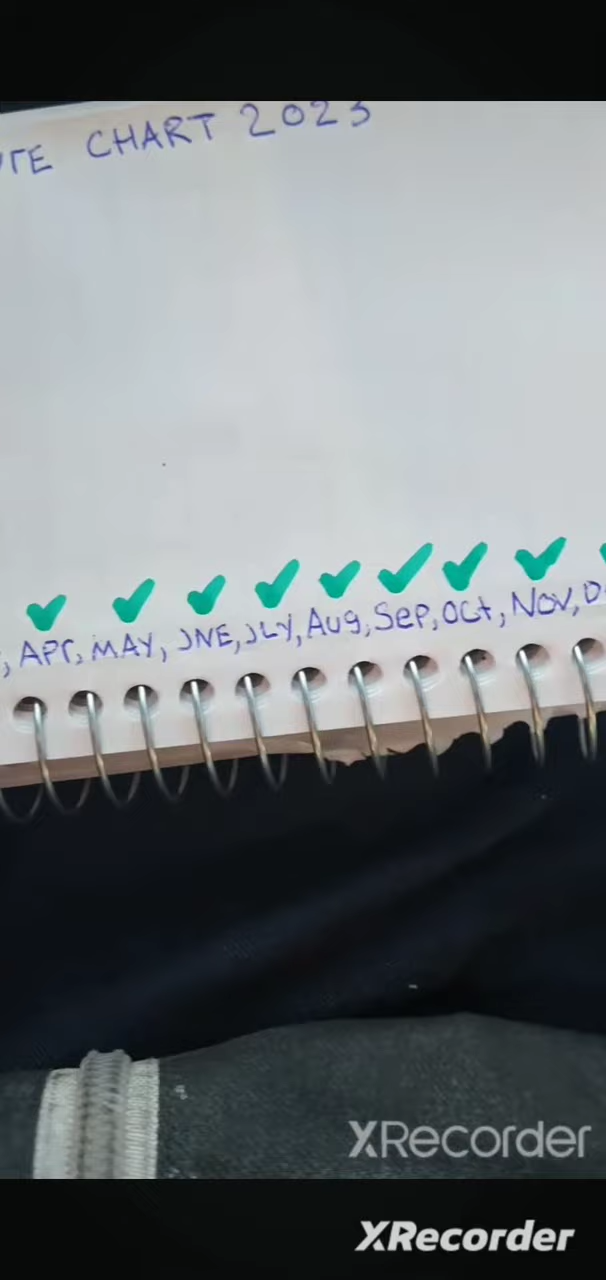 CHART 2023
, APr, MAY, JNE, JLY, Aug, Sep, Oct, Nov, D
XRecorder
XRecorder